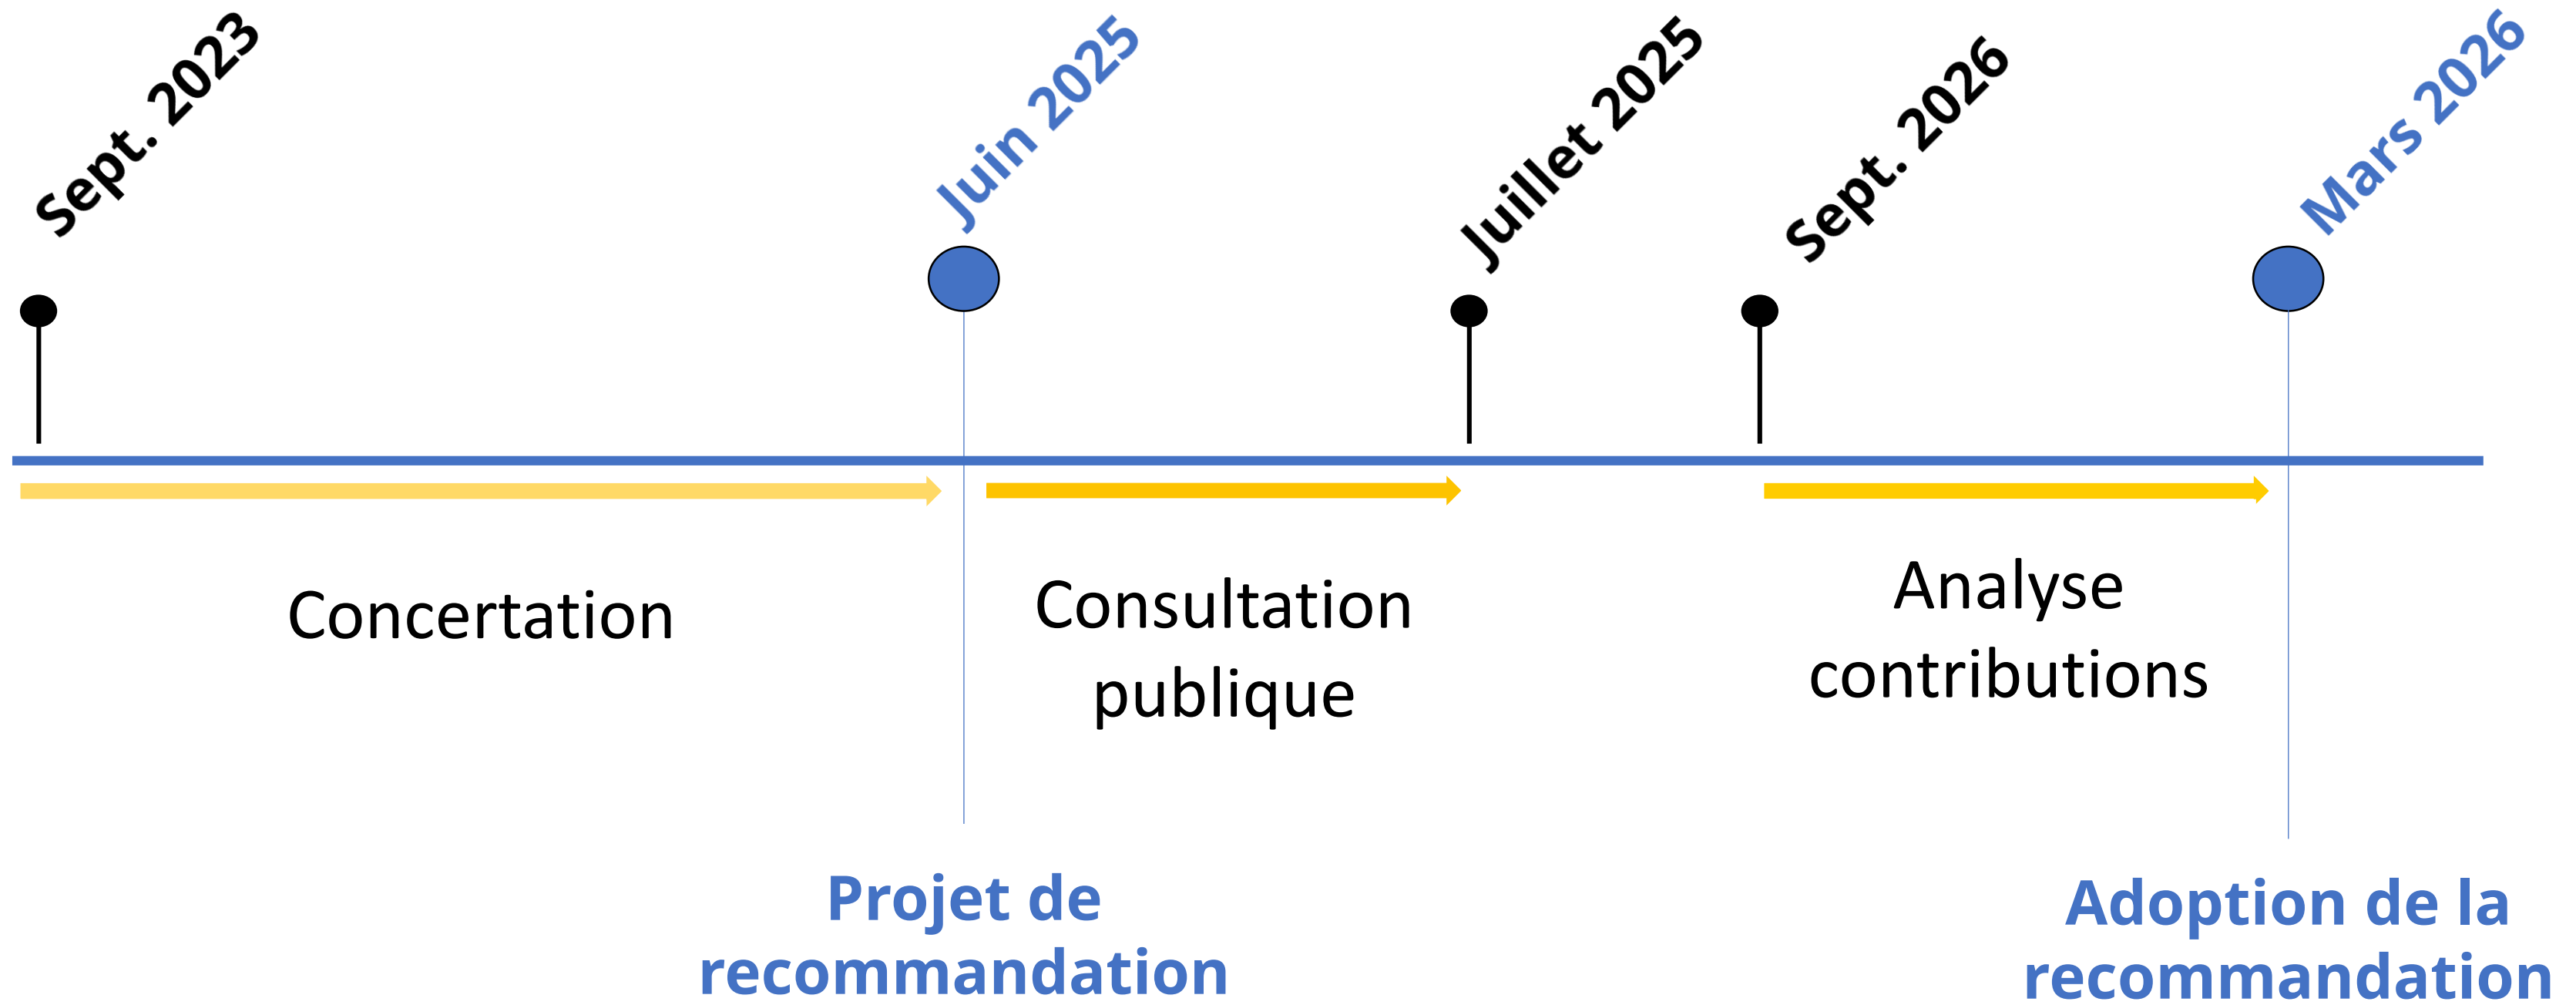 Sept. 2023
Juin 2025
Juillet 2025
Sept. 2026
Mars 2026
Concertation
Consultation
publique
Analyse
contributions
Projet de
recommandation
Adoption de la
recommandation